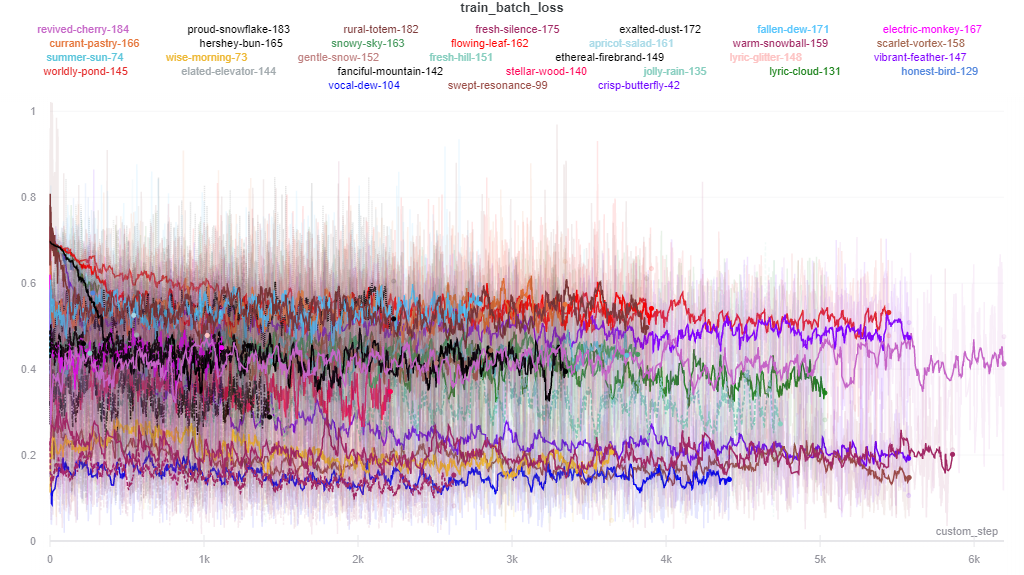 train_batch_loss
revived-cherry-184 proud-snowflake-183 rural-totem-182 fresh-silence-175 exalted-dust-172 fallen-dew-171 electric-monkey-167
currant-pastry-166 hershey-bun-165 snowy-sky-163 flowing-leaf-162 apricot-salad-161 warm-snowball-159 scarlet-vortex-158
summer-sun-74 wise-morning-73 gentle-snow-152 fresh-hill-151 ethereal-firebrand-149 lyric-glitter-148 vibrant-feather-147
worldly-pond-145 elated-elevator-144 fanciful-mountain-142 stellar-wood-140 jolly-rain-135 lyric-cloud-131 honest-bird-129
vocal-dew-104 swept-resonance-99 crisp-butterfly-42
1
0.8
0.6
0.4
0.2
0
custom_step
0 1k 2k 3k 4k 5k 6k